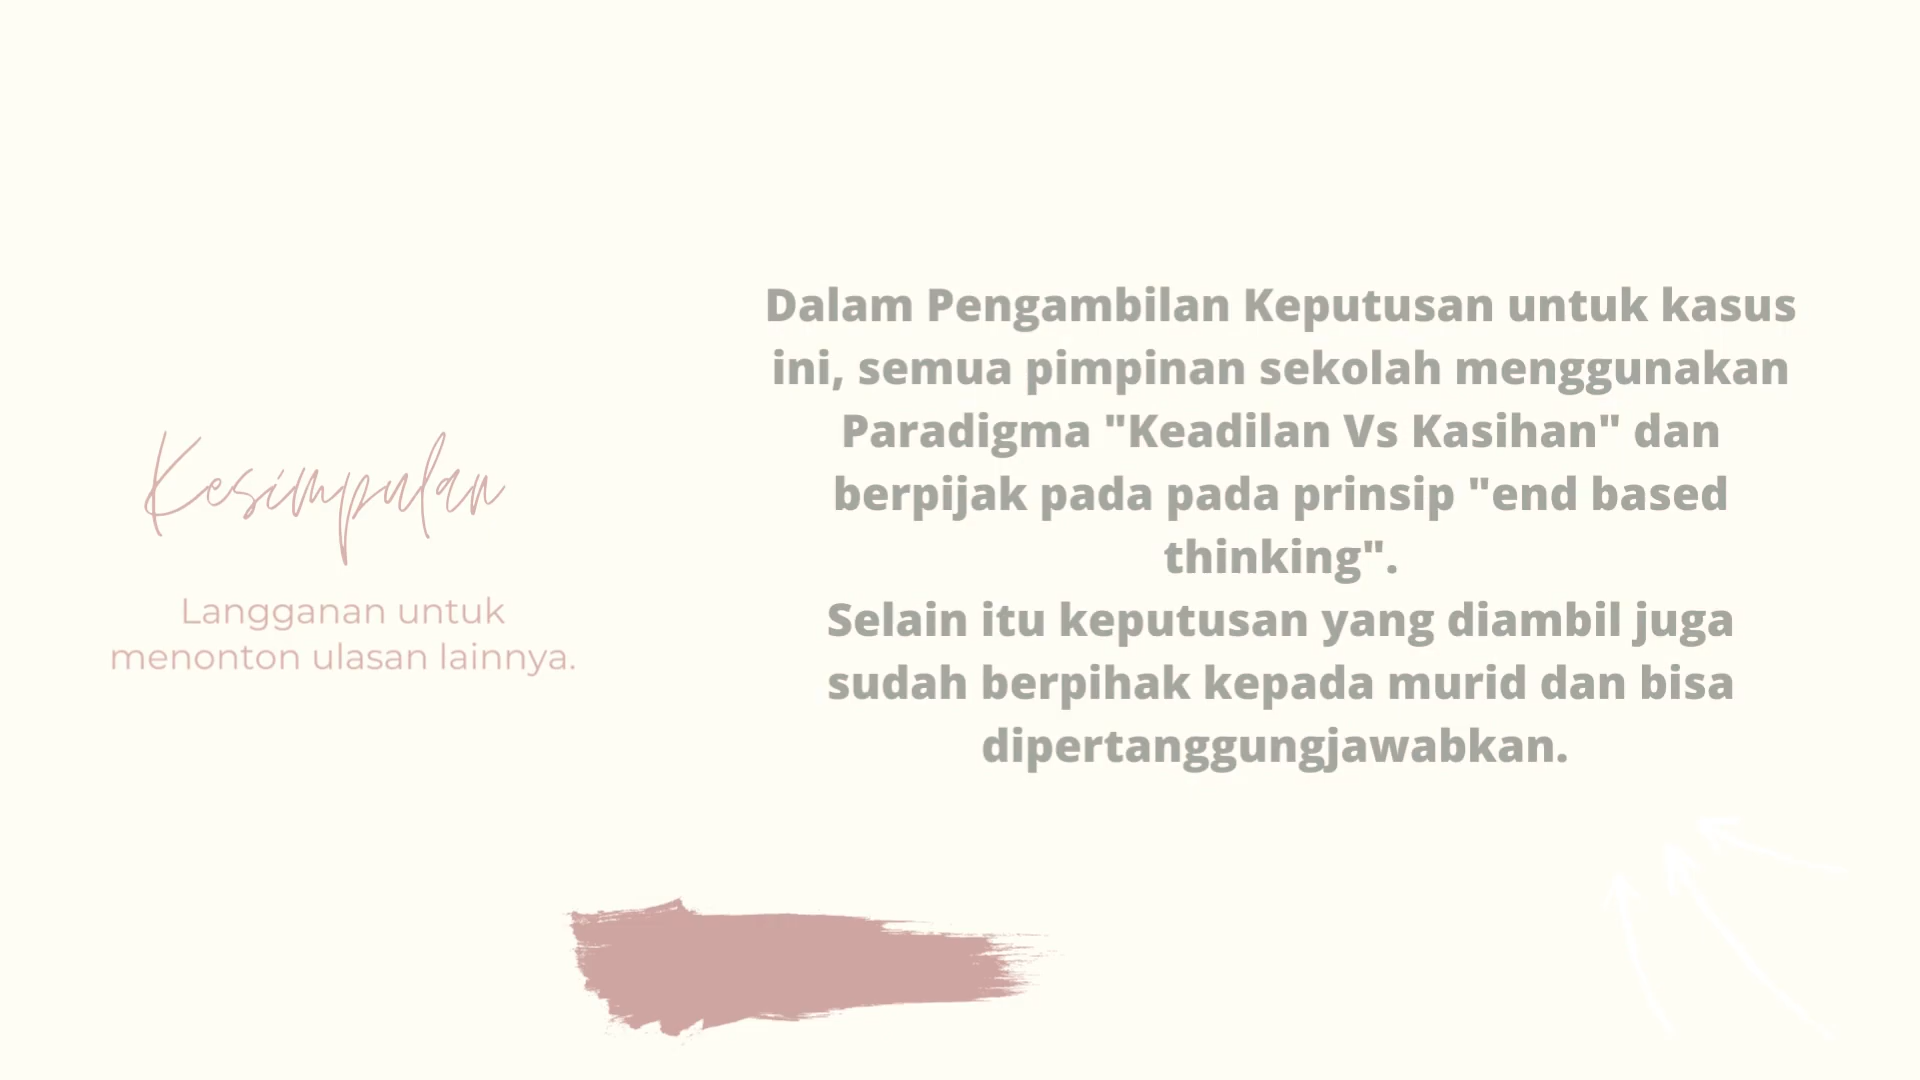 Kesimpulan
Langganan untuk
menonton ulasan lainnya.
Dalam Pengambilan Keputusan untuk kasus
ini, semua pimpinan sekolah menggunakan
Paradigma "Keadilan Vs Kasihan" dan
berpijak pada pada prinsip "end based
thinking".
Selain itu keputusan yang diambil juga
sudah berpihak kepada murid dan bisa
dipertanggungjawabkan.